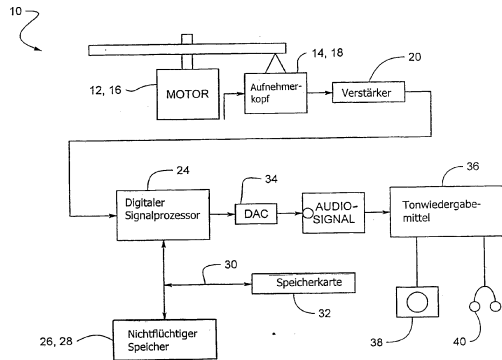 10
12, 16
MOTOR
14, 18
Aufnehmer-
kopf
20
Verstärker
24
Digitaler
Signalprozessor
34
DAC
AUDIO-
SIGNAL
36
Tonwiedergabe-
mittel
30
Speicherkarte
32
26, 28
Nichtflüchtiger
Speicher
38
40